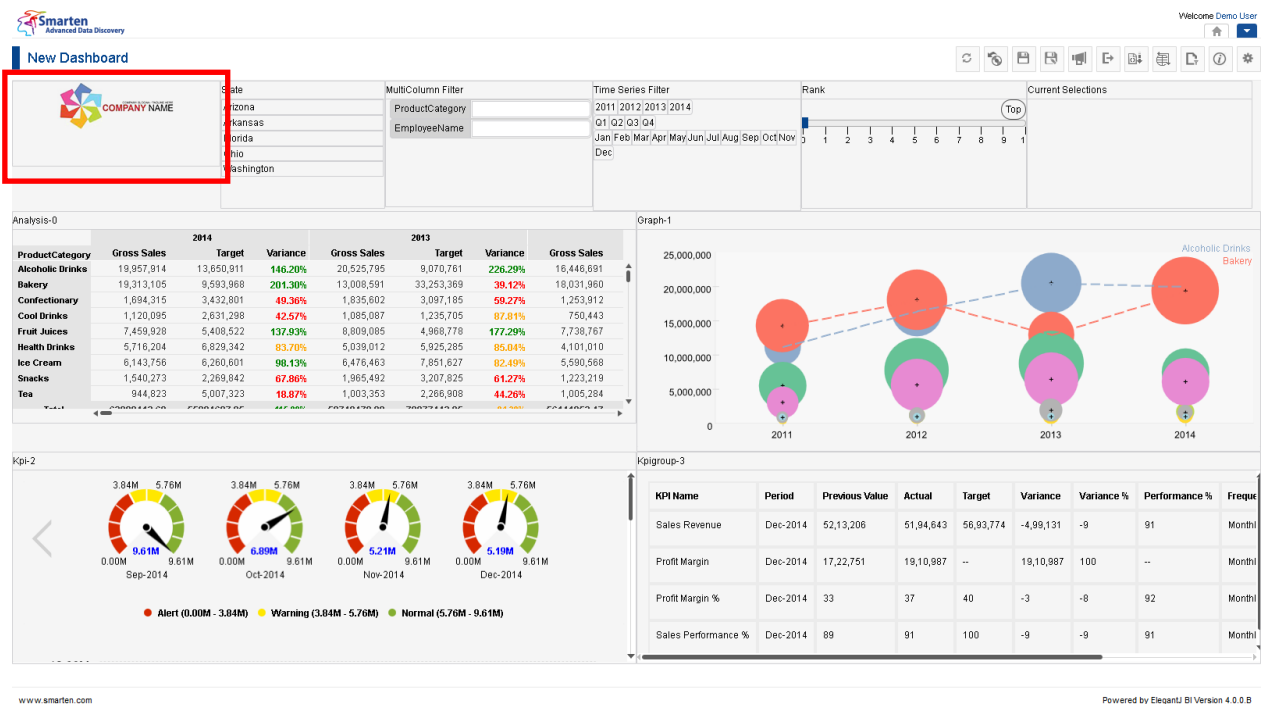 Smarten
Advanced Data Discovery
Welcome Demo User
New Dashboard
COMPANY NAME
State
Arizona
Arkansas
Florida
Ohio
Washington
MultiColumn Filter
ProductCategory
EmployeeName
Time Series Filter
2011 2012 2013 2014
Q1 Q2 Q3 Q4
Jan Feb Mar Apr May Jun Jul Aug Sep Oct Nov
Dec
Rank
Top
1 2 3 4 5 6 7 8 9 1
Current Selections
Analysis-0
2014 2013
ProductCategory Gross Sales Target Variance Gross Sales Target Variance Gross Sales
Alcoholic Drinks 19,957,914 13,650,911 146.20% 20,525,795 9,070,761 226.29% 16,446,691
Bakery 19,313,105 9,593,968 201.30% 13,008,591 33,253,369 39.12% 18,031,960
Confectionary 1,694,315 3,432,801 49.36% 1,835,602 3,097,185 59.27% 1,253,912
Cool Drinks 1,120,095 2,631,298 42.57% 1,085,087 1,235,705 87.81% 750,443
Fruit Juices 7,459,928 5,408,522 137.93% 8,809,085 4,968,778 177.29% 7,738,767
Health Drinks 5,716,204 6,829,342 83.70% 5,039,012 5,925,285 85.04% 4,101,010
Ice Cream 6,143,756 6,260,601 98.13% 6,476,463 7,851,627 82.49% 5,590,568
Snacks 1,540,273 2,269,842 67.86% 1,965,492 3,207,825 61.27% 1,223,219
Tea 944,823 5,007,323 18.87% 1,003,353 2,266,908 44.26% 1,005,284
Total
Graph-1
Alcoholic Drinks
Bakery
25,000,000
20,000,000
15,000,000
10,000,000
5,000,000
0
2011 2012 2013 2014
Kpi-2
3.84M 5.76M 3.84M 5.76M 3.84M 5.76M 3.84M 5.76M
9.61M 6.89M 5.21M 5.19M
0.00M 9.61M 0.00M 9.61M 0.00M 9.61M 0.00M 9.61M
Sep-2014 Oct-2014 Nov-2014 Dec-2014
Alert (0.00M - 3.84M) Warning (3.84M - 5.76M) Normal (5.76M - 9.61M)
Kpigroup-3
KPI Name Period Previous Value Actual Target Variance Variance % Performance % Freque
Sales Revenue Dec-2014 52,13,206 51,94,643 56,93,774 -4,99,131 -9 91 Monthl
Profit Margin Dec-2014 17,22,751 19,10,987 -- 19,10,987 100 -- Monthl
Profit Margin % Dec-2014 33 37 40 -3 -8 92 Monthl
Sales Performance % Dec-2014 89 91 100 -9 -9 91 Monthl
www.smarten.com
Powered by ElegantJ BI Version 4.0.0.B